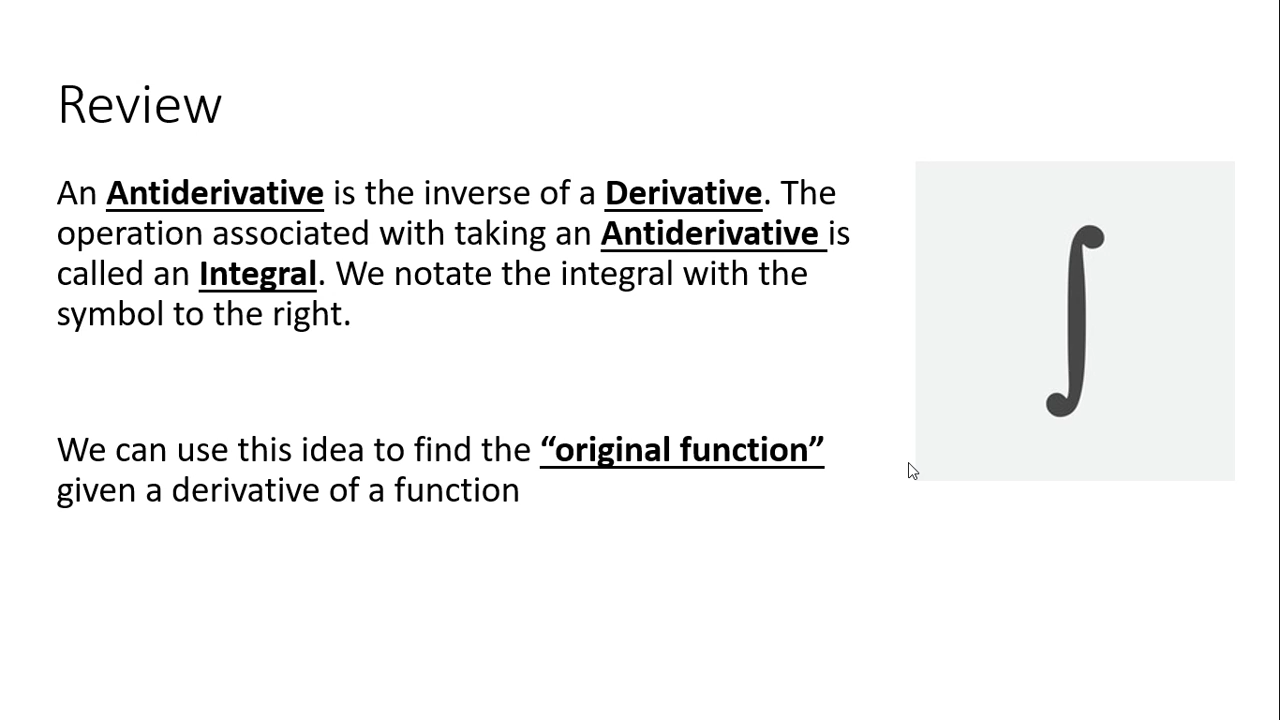 Review
An Antiderivative is the inverse of a Derivative. The
operation associated with taking an Antiderivative is
called an Integral. We notate the integral with the
symbol to the right.
∫
We can use this idea to find the “original function”
given a derivative of a function